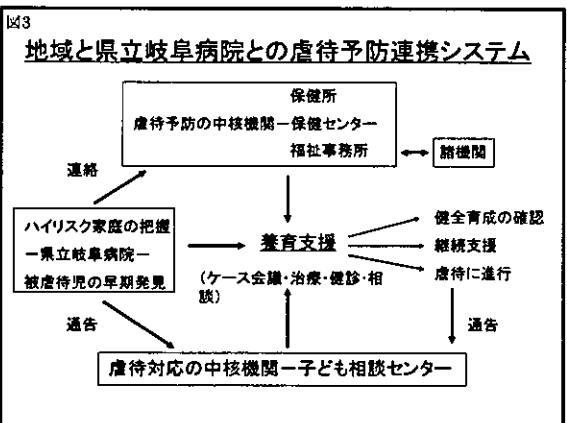 図3
地域と県立岐阜病院との虐待予防連携システム
保健所
虐待予防の中核機関－保健センター
福祉事務所
諸機関
連絡
ハイリスク家庭の把握
－県立岐阜病院－
被虐待児の早期発見
養育支援
(ケース会議・治療・健診・相
談)
健全育成の確認
継続支援
虐待に進行
通告
通告
虐待対応の中核機関－子ども相談センター